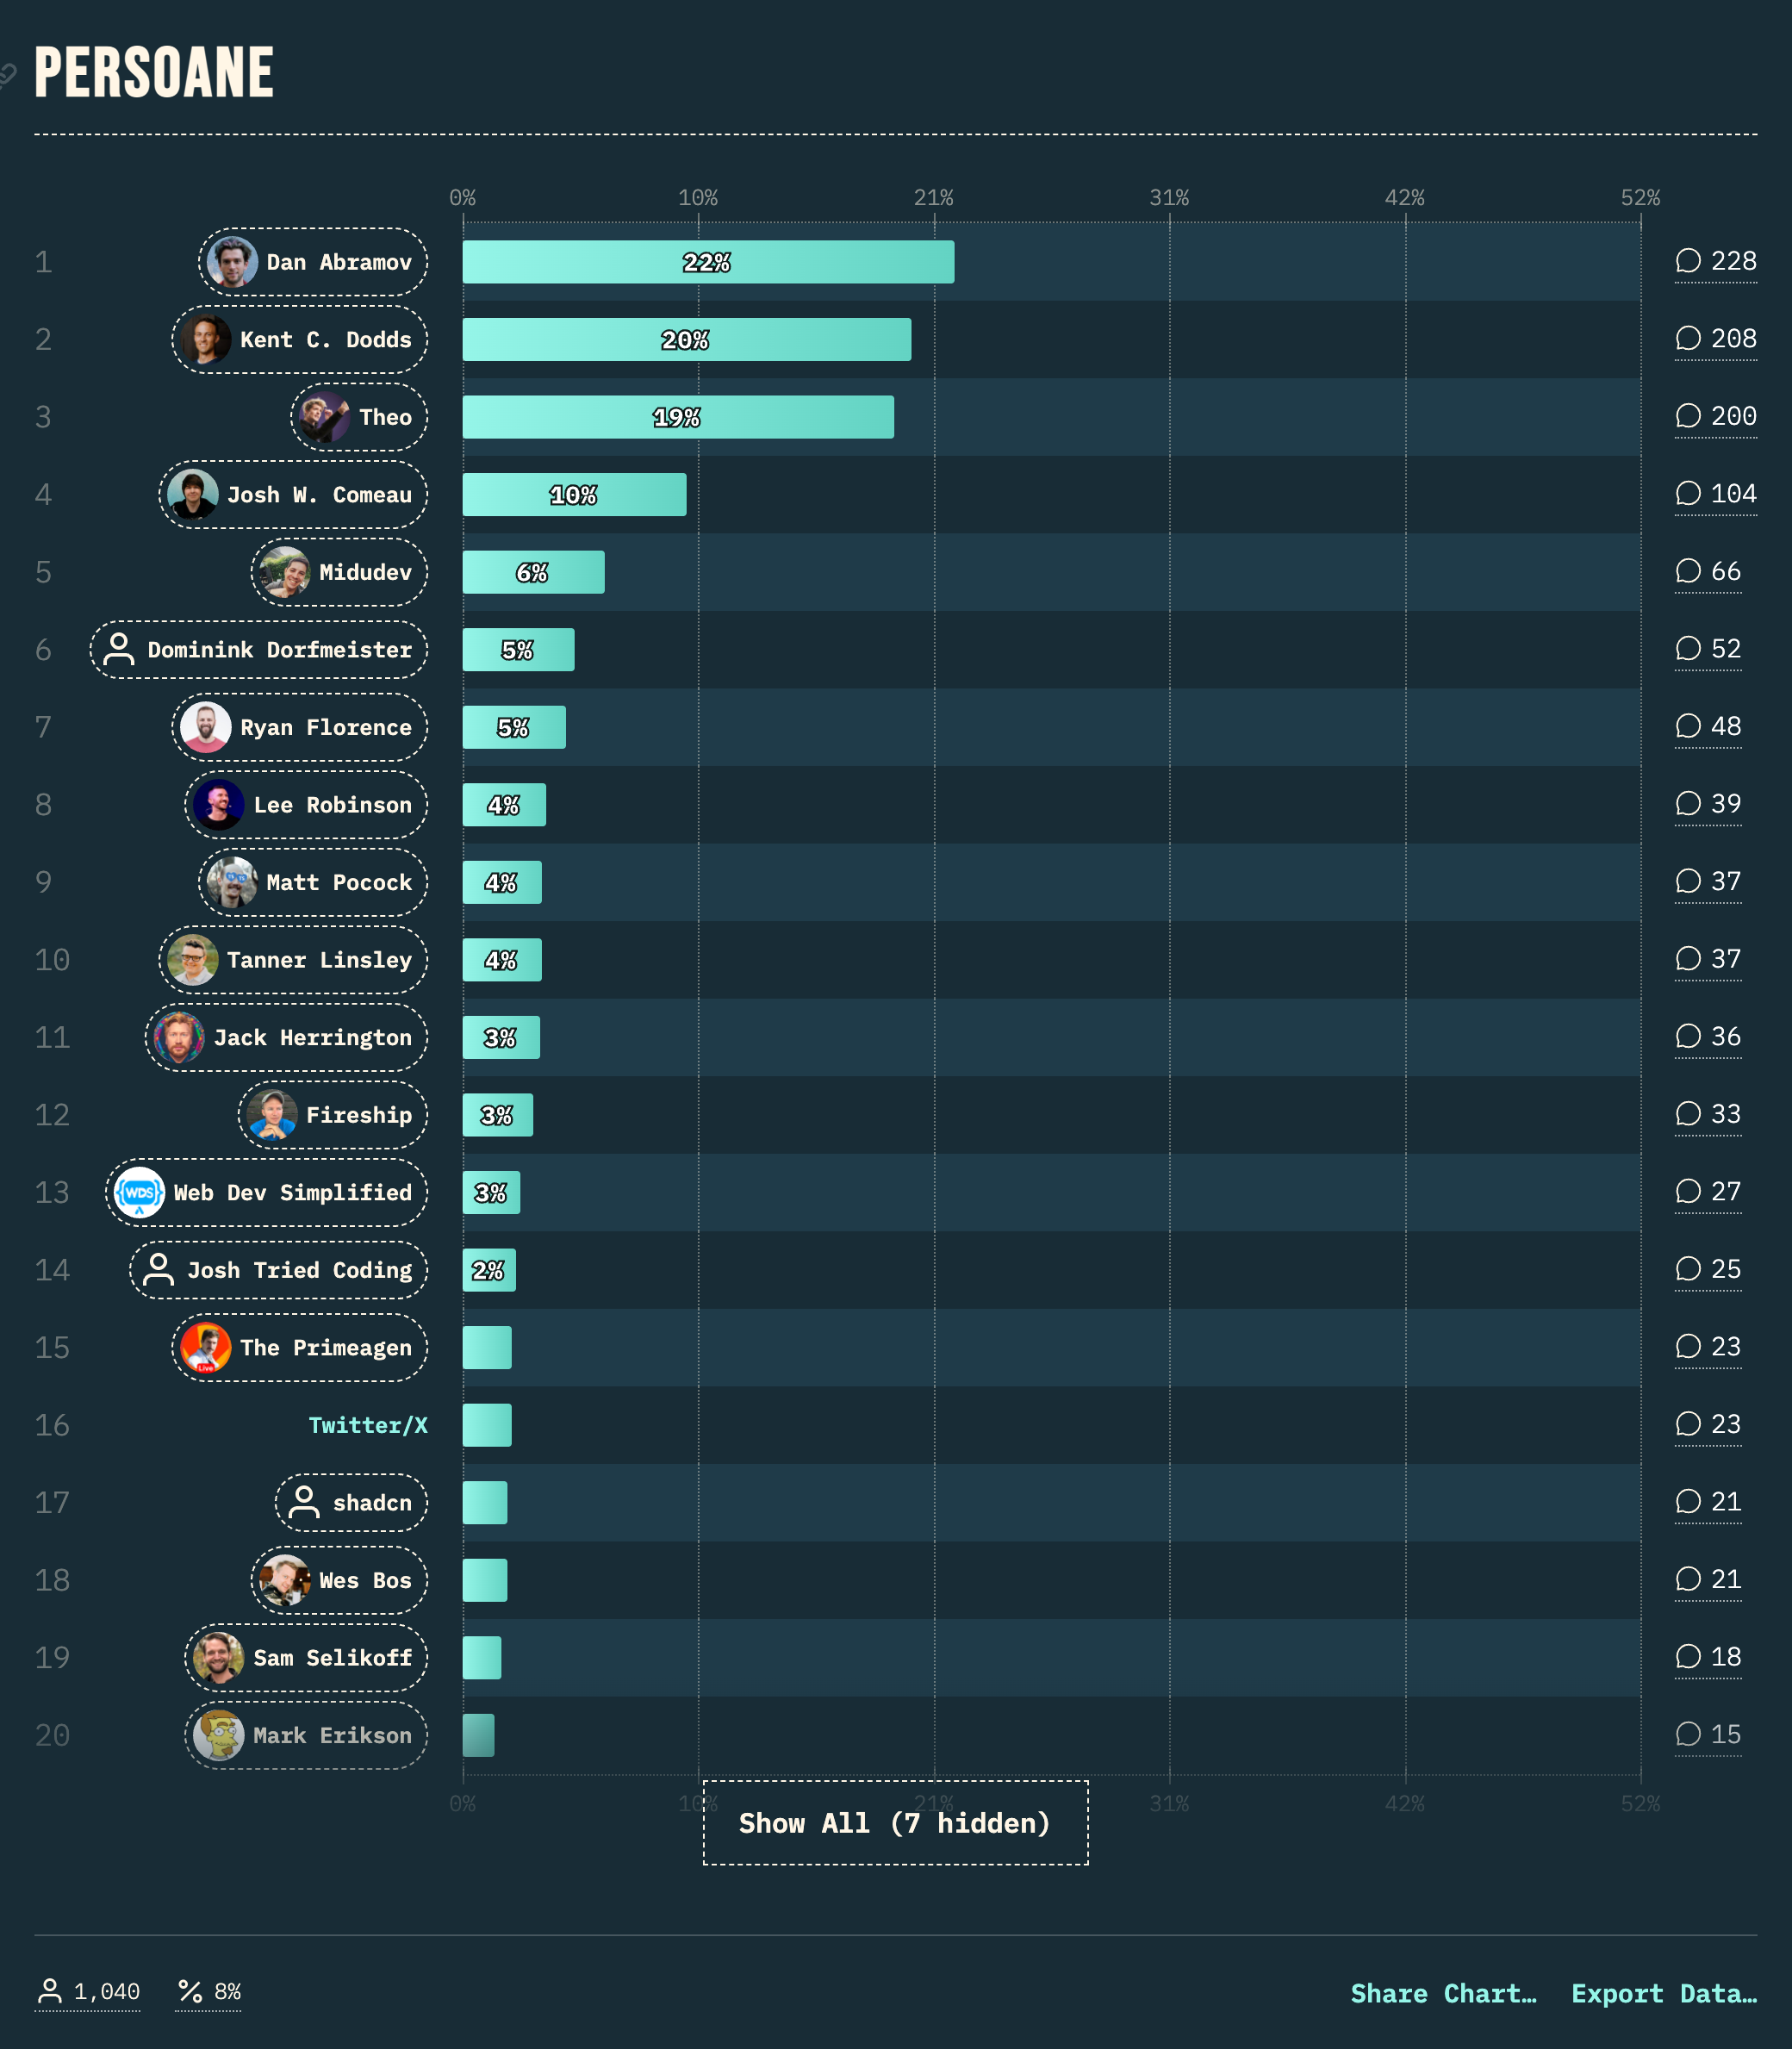 PERSOANE
0% 10% 21% 31% 42% 52%
1 Dan Abramov 22% 228
2 Kent C. Dodds 20% 208
3 Theo 19% 200
4 Josh W. Comeau 10% 104
5 Midudev 6% 66
6 Dominink Dorfmeister 5% 52
7 Ryan Florence 5% 48
8 Lee Robinson 4% 39
9 Matt Pocock 4% 37
10 Tanner Linsley 4% 37
11 Jack Herrington 3% 36
12 Fireship 3% 33
13 WDS Web Dev Simplified 3% 27
14 Josh Tried Coding 2% 25
15 Live The Primeagen 23
16 Twitter/X 23
17 shadcn 21
18 Wes Bos 21
19 Sam Selikoff 18
20 Mark Erikson 15
0% 10% 21% 31% 42% 52%
Show All (7 hidden)
1,040 8% Share Chart… Export Data…